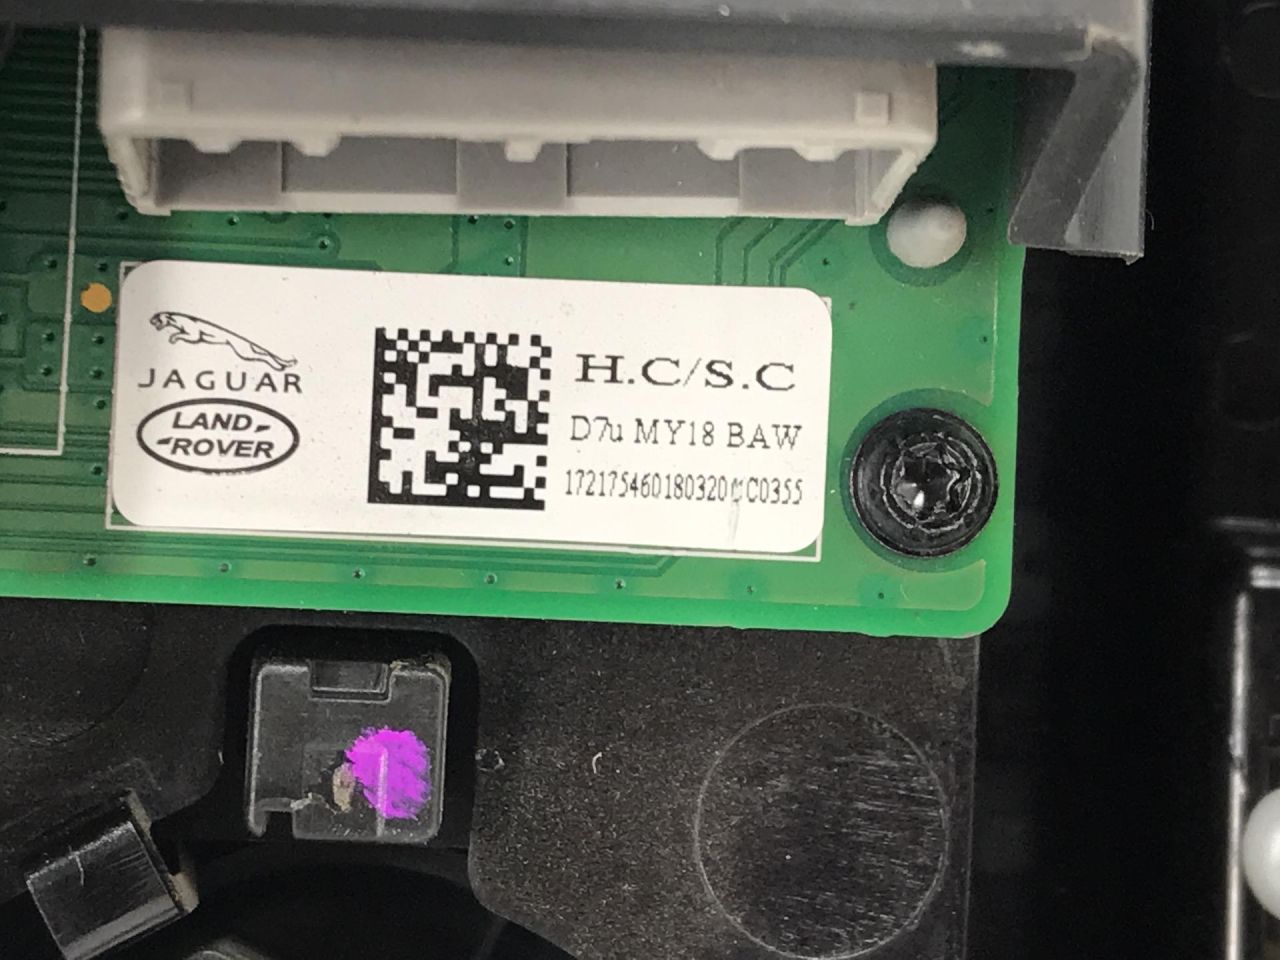 JAGUAR
LAND-
-ROVER
H.C/S.C
D7u MY18 BAW